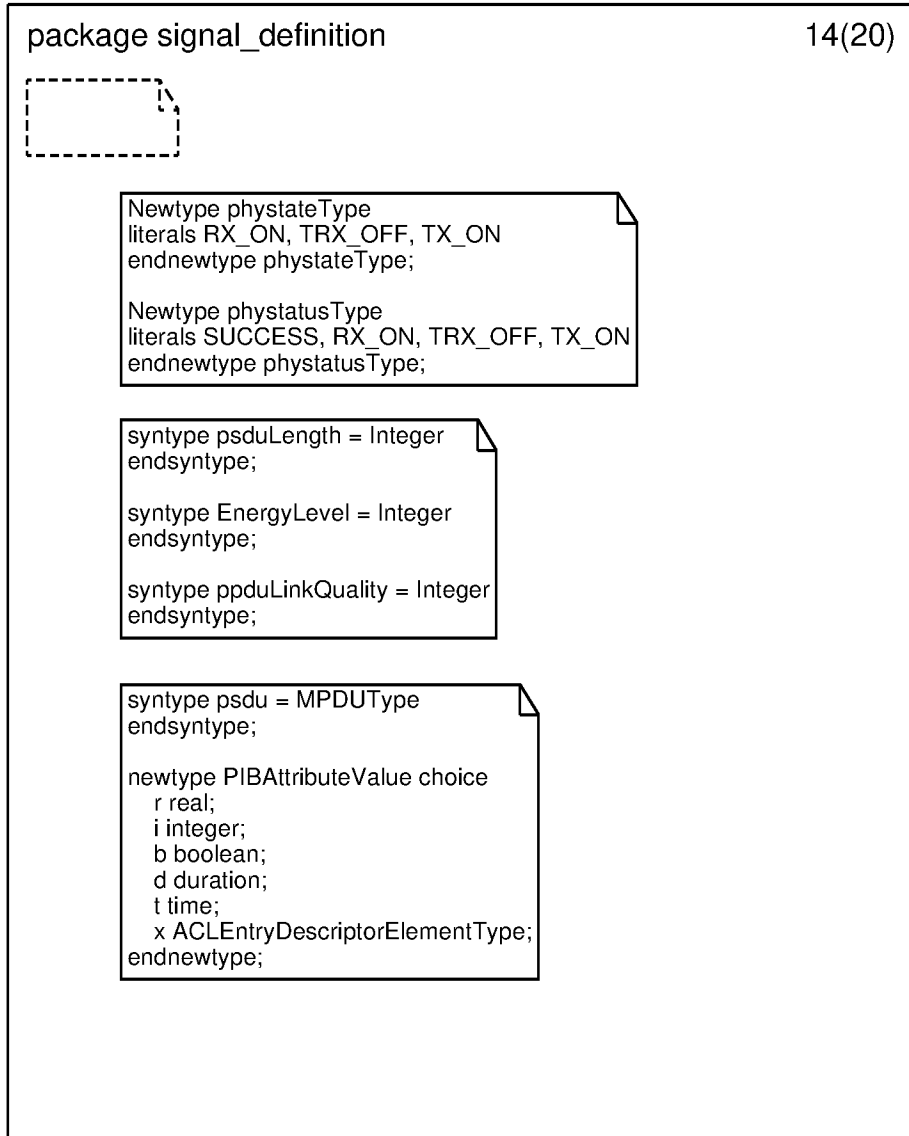 package signal_definition 14(20)
Newtype phystateType
literals RX_ON, TRX_OFF, TX_ON
endnewtype phystateType;
Newtype phystatusType
literals SUCCESS, RX_ON, TRX_OFF, TX_ON
endnewtype phystatusType;
syntype psduLength = Integer
endsyntype;
syntype EnergyLevel = Integer
endsyntype;
syntype ppduLinkQuality = Integer
endsyntype;
syntype psdu = MPDUType
endsyntype;
newtype PIBAttributeValue choice
r real;
i integer;
b boolean;
d duration;
t time;
x ACLEntryDescriptorElementType;
endnewtype;